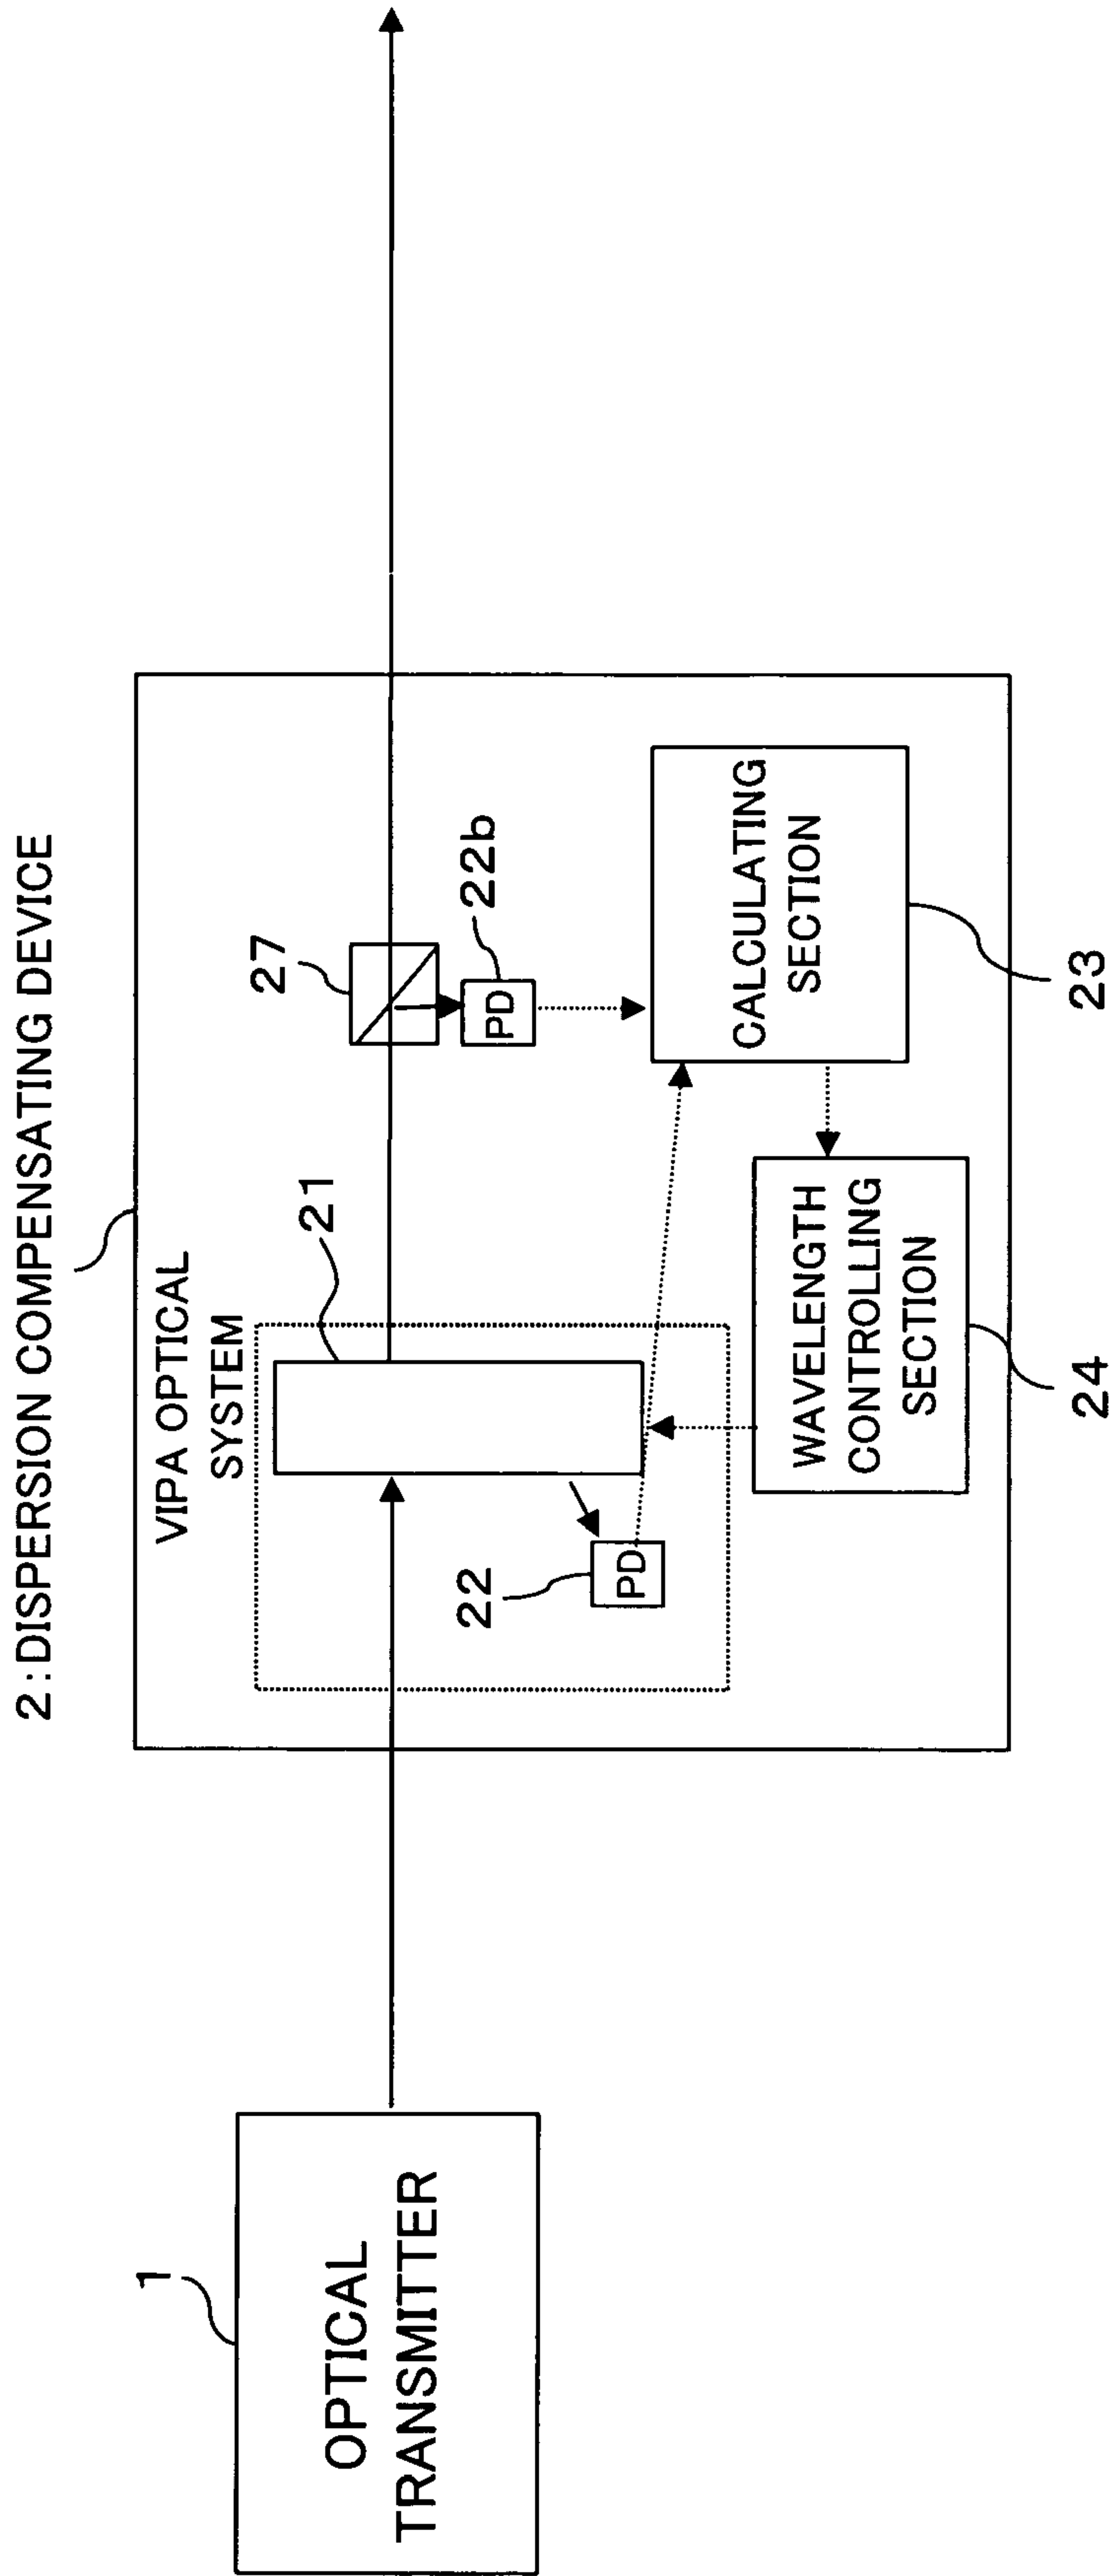 2:DISPERSION COMPENSATING DEVICE
1
OPTICAL
TRANSMITTER
VIPA OPTICAL
SYSTEM
21
22
PD
27
22b
PD
CALCULATING
SECTION
23
WAVELENGTH
CONTROLLING
SECTION
24